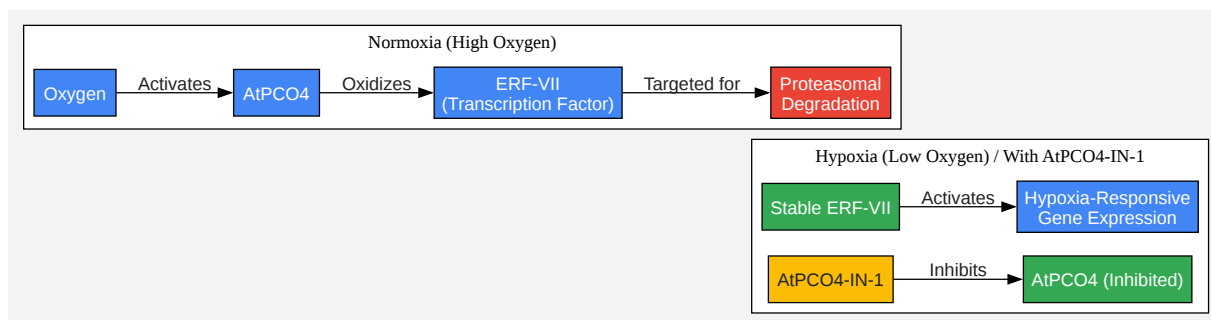 Normoxia (High Oxygen)
Oxygen
Activates
AtPCO4
Oxidizes
ERF-VII
(Transcription Factor)
Targeted for
Proteasomal
Degradation
Hypoxia (Low Oxygen) / With AtPCO4-IN-1
Stable ERF-VII
Activates
Hypoxia-Responsive
Gene Expression
AtPCO4-IN-1
Inhibits
AtPCO4 (Inhibited)